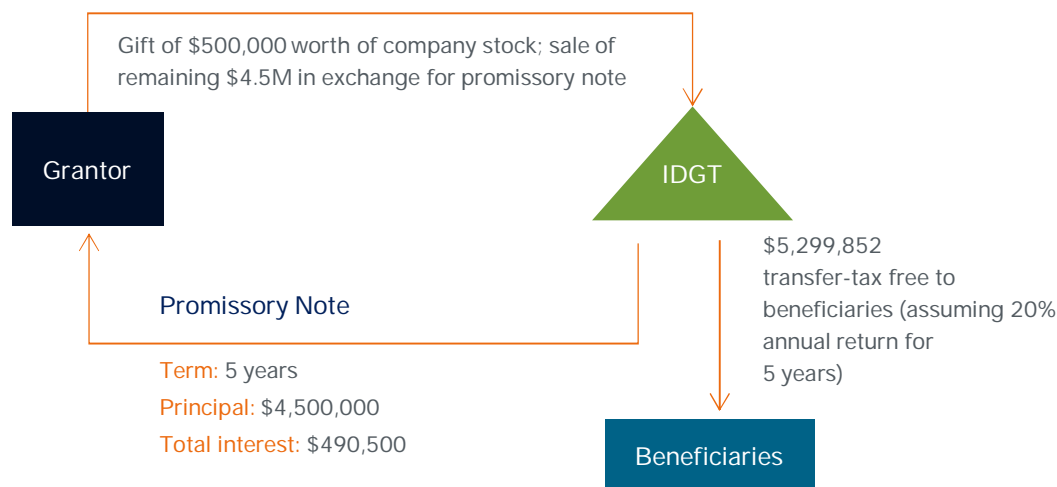 Gift of $500,000 worth of company stock; sale of
remaining $4.5M in exchange for promissory note
Grantor
IDGT
$5,299,852
transfer-tax free to
beneficiaries (assuming 20%
annual return for
5 years)
Promissory Note
Term: 5 years
Principal: $4,500,000
Total interest: $490,500
Beneficiaries